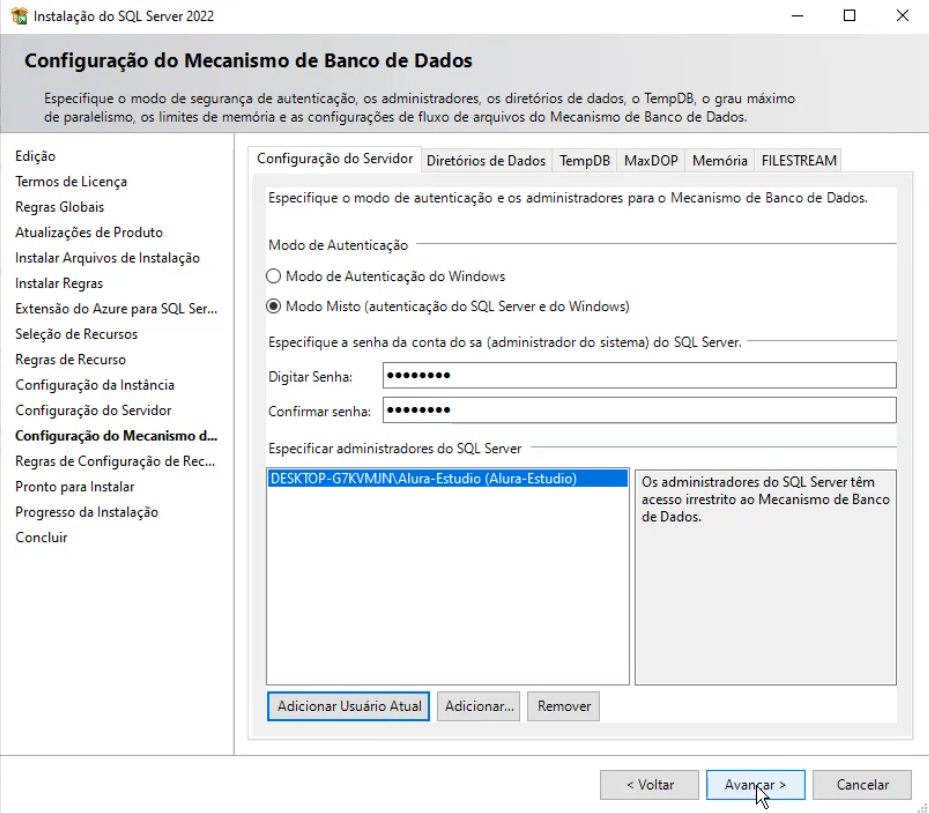 Instalação do SQL Server 2022
Configuração do Mecanismo de Banco de Dados
Especifique o modo de segurança de autenticação, os administradores, os diretórios de dados, o TempDB, o grau máximo
de paralelismo, os limites de memória e as configurações de fluxo de arquivos do Mecanismo de Banco de Dados.
Edição
Termos de Licença
Regras Globais
Atualizações de Produto
Instalar Arquivos de Instalação
Instalar Regras
Extensão do Azure para SQL Ser...
Seleção de Recursos
Regras de Recurso
Configuração da Instância
Configuração do Servidor
Configuração do Mecanismo d...
Regras de Configuração de Rec...
Pronto para Instalar
Progresso da Instalação
Concluir
Configuração do Servidor Diretórios de Dados TempDB MaxDOP Memória FILESTREAM
Especifique o modo de autenticação e os administradores para o Mecanismo de Banco de Dados.
Modo de Autenticação
Modo de Autenticação do Windows
Modo Misto (autenticação do SQL Server e do Windows)
Especifique a senha da conta do sa (administrador do sistema) do SQL Server.
Digitar Senha: ●●●●●●●●
Confirmar senha: ●●●●●●●●
Especificar administradores do SQL Server
DESKTOP-G7KVMJN\Alura-Estudio (Alura-Estudio)
Os administradores do SQL Server têm
acesso irrestrito ao Mecanismo de Banco
de Dados.
Adicionar Usuário Atual Adicionar... Remover
< Voltar Avançar > Cancelar